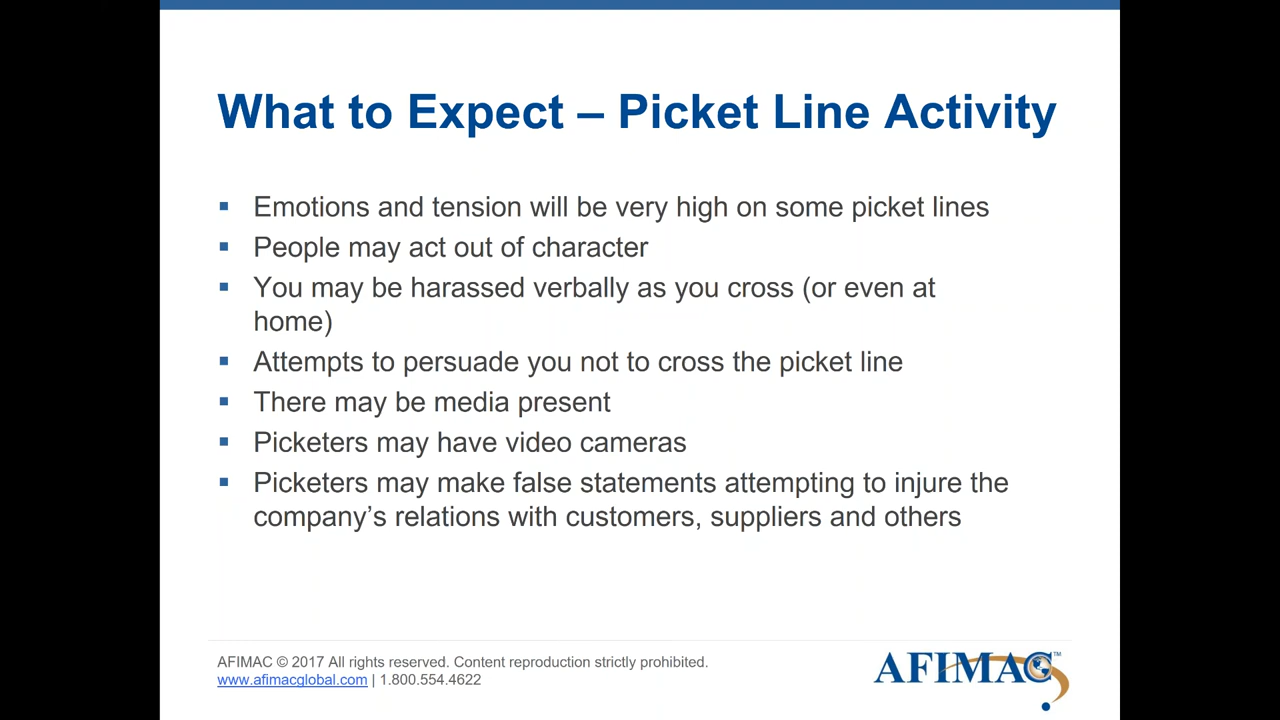 What to Expect – Picket Line Activity
▪ Emotions and tension will be very high on some picket lines
▪ People may act out of character
▪ You may be harassed verbally as you cross (or even at
home)
▪ Attempts to persuade you not to cross the picket line
▪ There may be media present
▪ Picketers may have video cameras
▪ Picketers may make false statements attempting to injure the
company’s relations with customers, suppliers and others
AFIMAC © 2017 All rights reserved. Content reproduction strictly prohibited.
www.afimacglobal.com | 1.800.554.4622
AFIMAC™